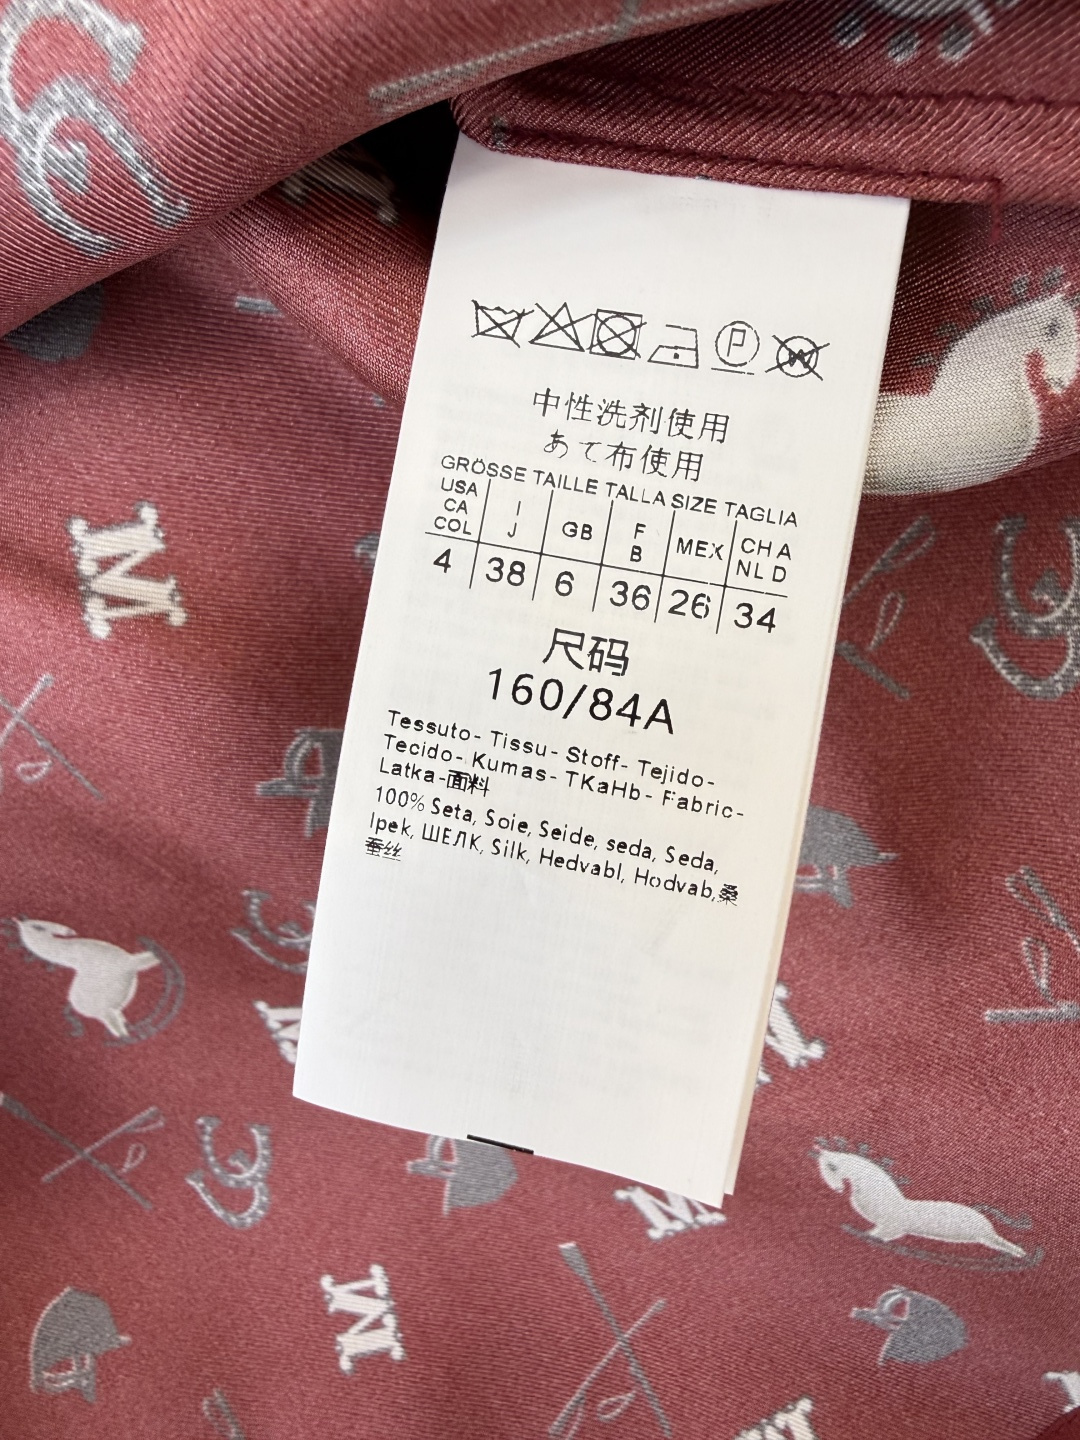 P
W
中性洗剂使用
あて布使用
GRÖSSE TAILLE TALLA SIZE TAGLIA
USA CA COL I J GB F B MEX CH A NL D
4 38 6 36 26 34
尺码
160/84A
Tessuto- Tissu- Stoff- Tejido-
Tecido- Kumas- TKaHb- Fabric-
Latka-面料
100% Seta, Soie, Seide, seda, Seda,
Ipek, ШЕЛК, Silk, Hedvabl, Hodvab,桑
蚕丝
M
M
M
M
M